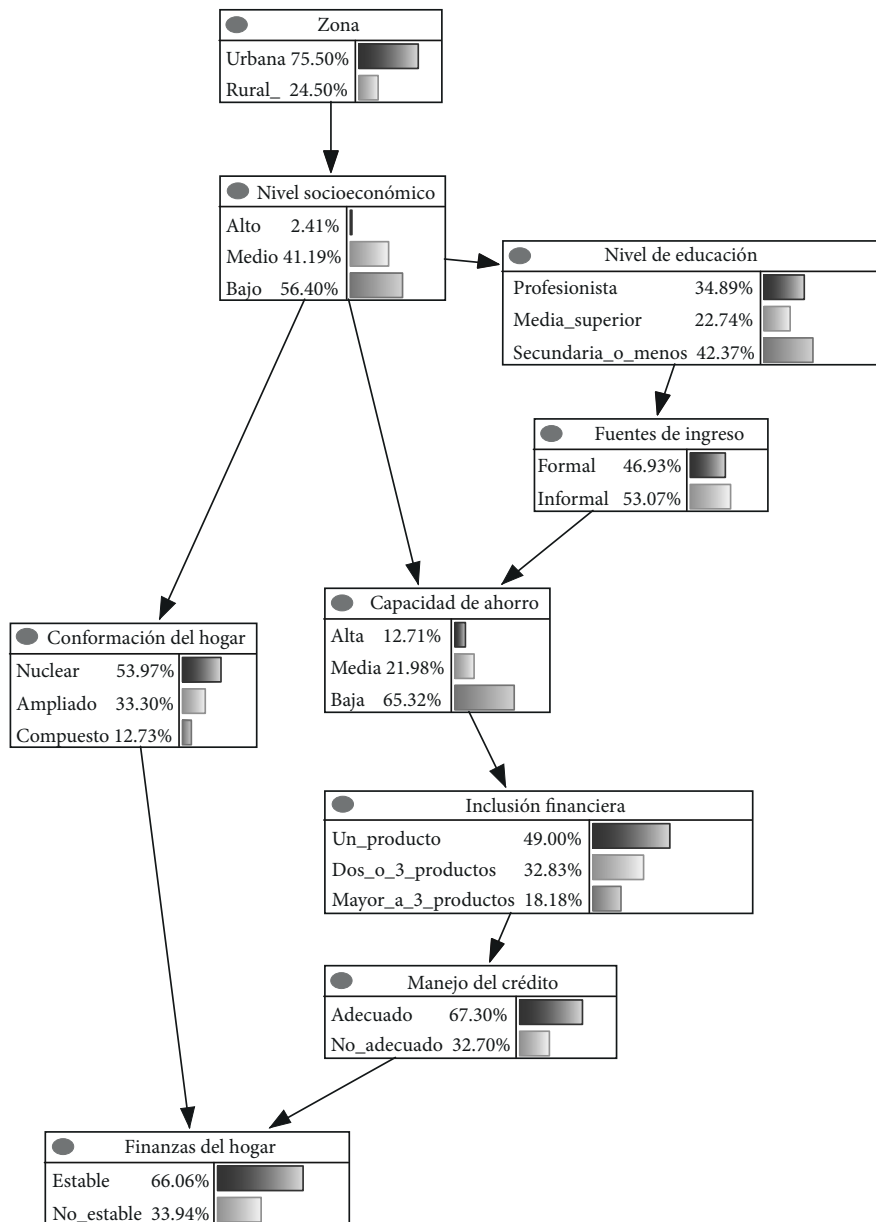 Zona
Urbana 75.50%
Rural_ 24.50%
Nivel socioeconómico
Alto 2.41%
Medio 41.19%
Bajo 56.40%
Nivel de educación
Profesionista 34.89%
Media_superior 22.74%
Secundaria_o_menos 42.37%
Fuentes de ingreso
Formal 46.93%
Informal 53.07%
Capacidad de ahorro
Alta 12.71%
Media 21.98%
Baja 65.32%
Conformación del hogar
Nuclear 53.97%
Ampliado 33.30%
Compuesto 12.73%
Inclusión financiera
Un_producto 49.00%
Dos_o_3_productos 32.83%
Mayor_a_3_productos 18.18%
Manejo del crédito
Adecuado 67.30%
No_adecuado 32.70%
Finanzas del hogar
Estable 66.06%
No_estable 33.94%